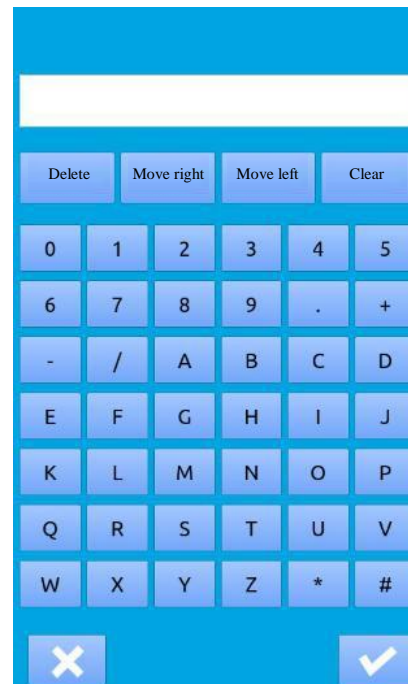 Delete Move right Move left Clear
0 1 2 3 4 5
6 7 8 9 . +
- / A B C D
E F G H I J
K L M N O P
Q R S T U V
W X Y Z * #